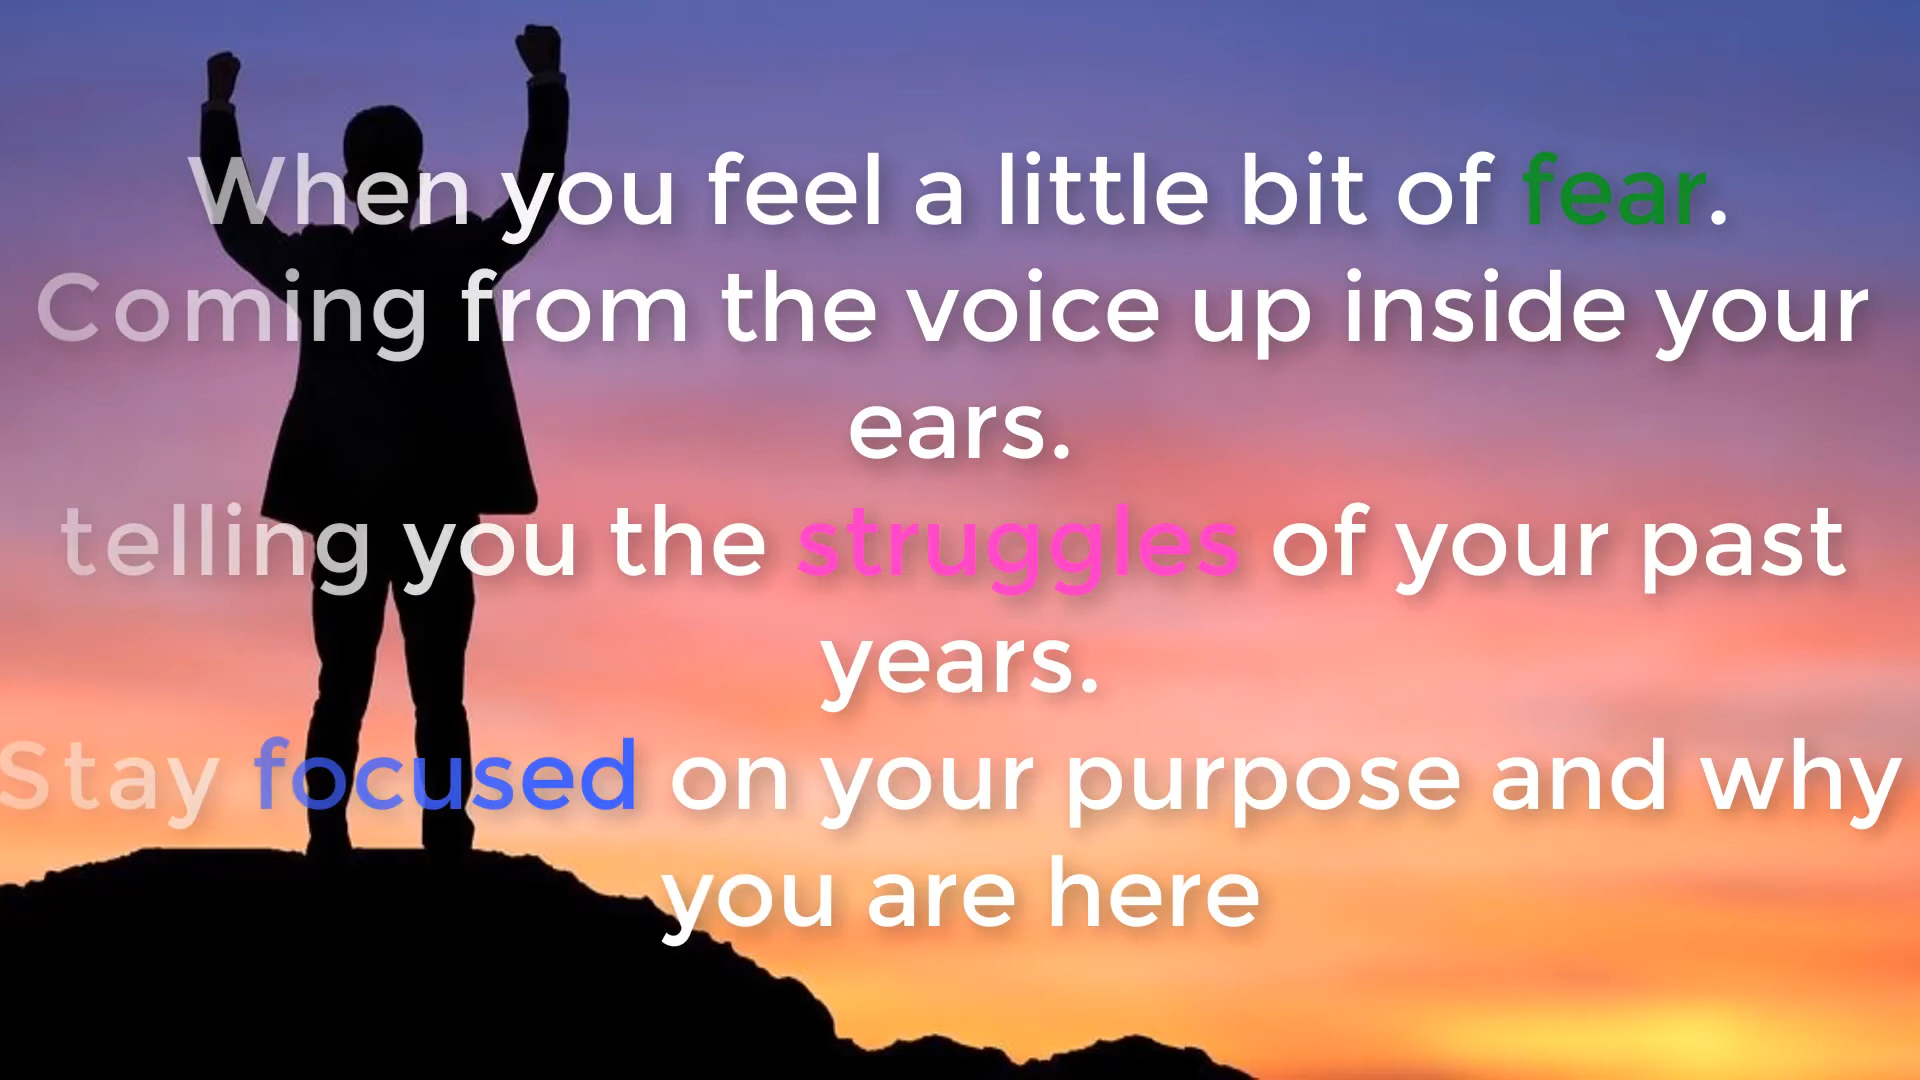 When you feel a little bit of fear.
Coming from the voice up inside your
ears.
telling you the struggles of your past
years.
Stay focused on your purpose and why
you are here